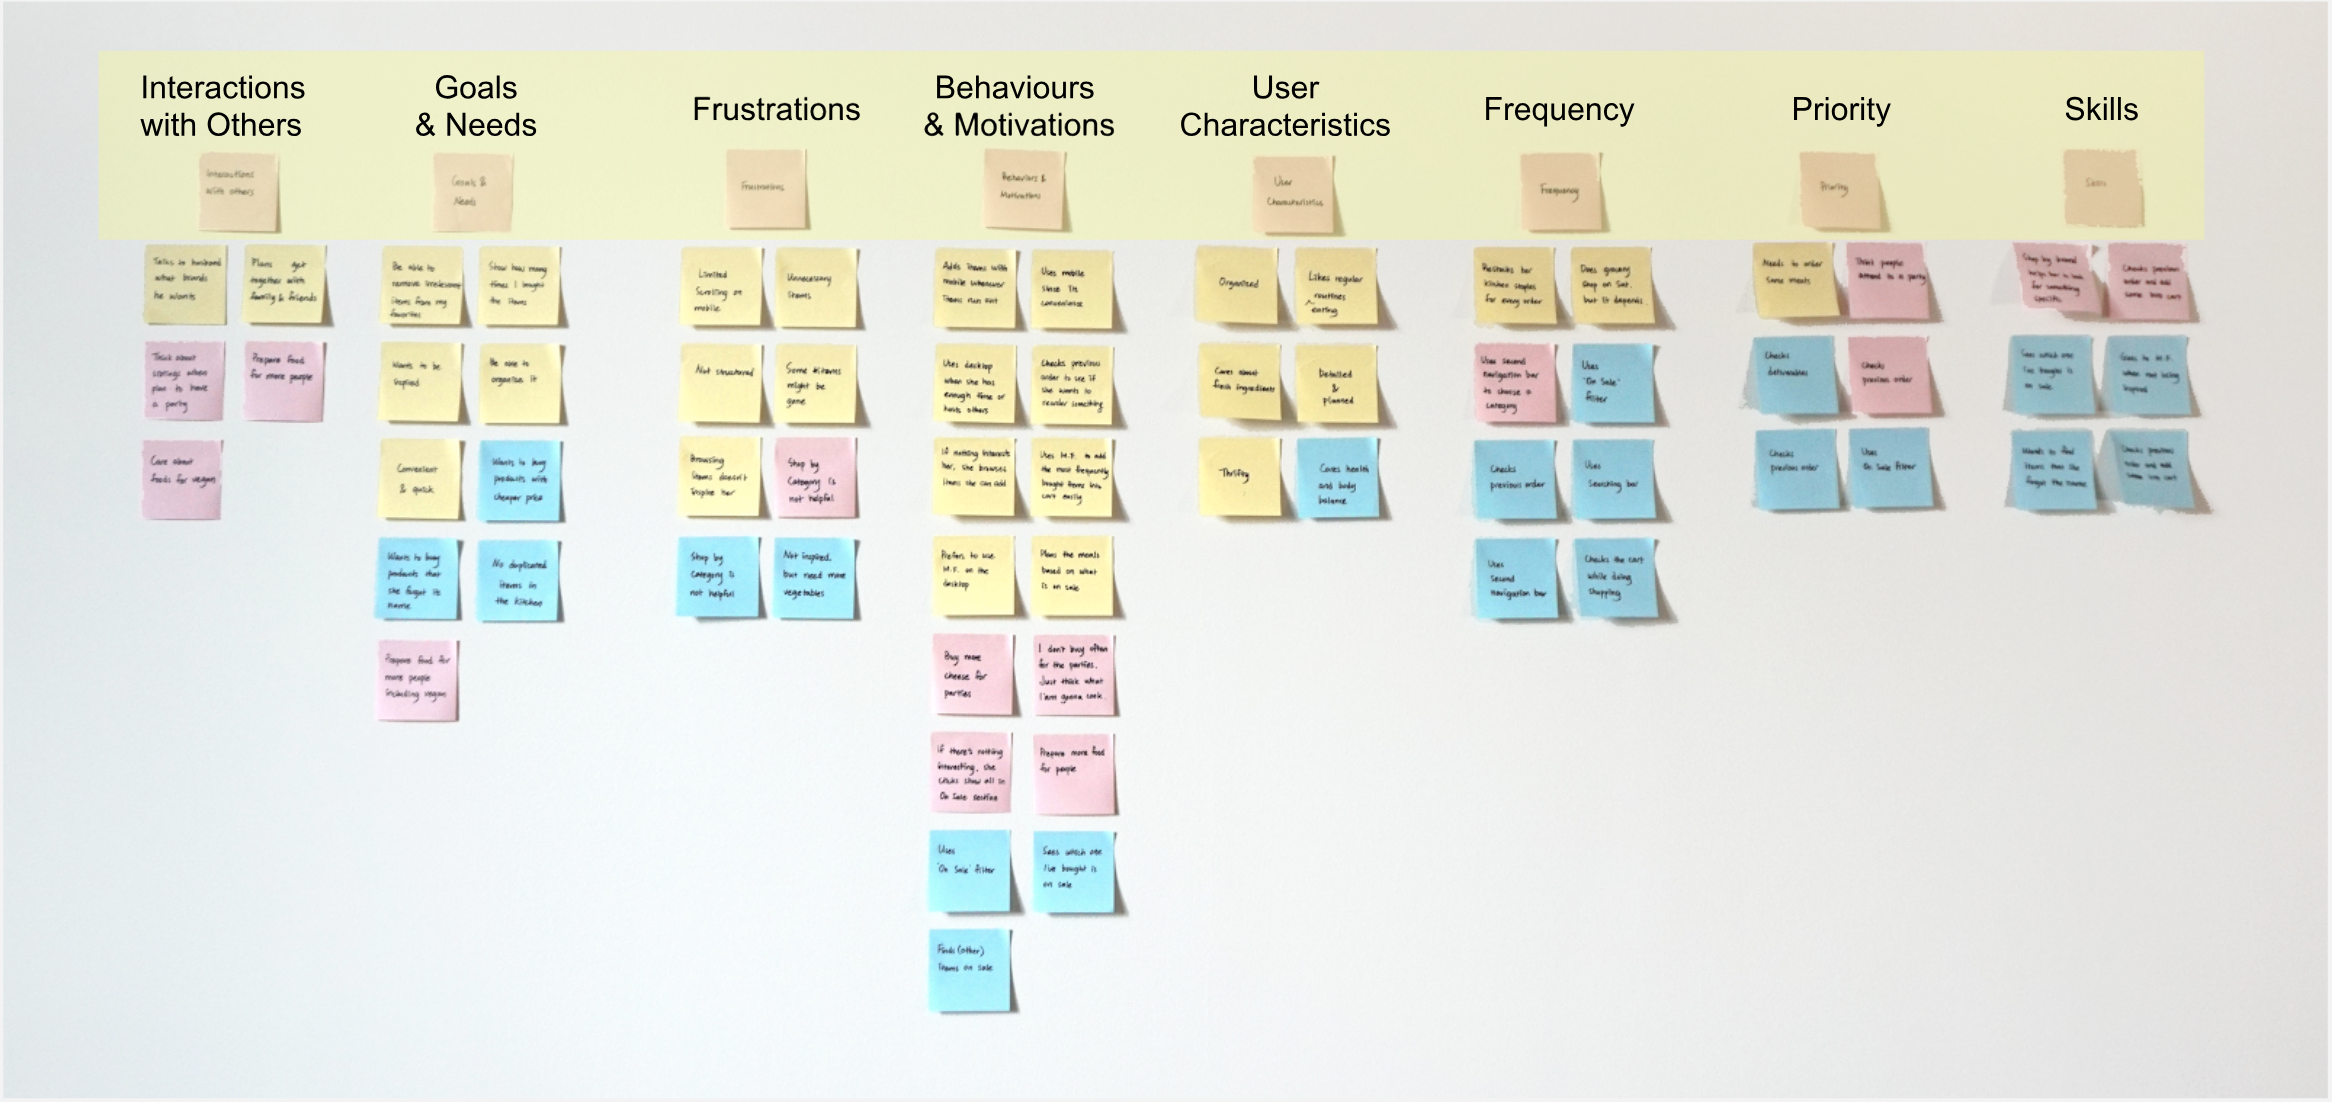 Interactions
with Others
Goals
& Needs
Frustrations
Behaviours
& Motivations
User
Characteristics
Frequency
Priority
Skills
Interactions
with others
Goals &
Needs
Frustrations
Behaviors &
Motivations
User
Characteristics
Frequency
Priority
Skills
Talks to husband
what brands
he wants
Plans get
together with
family & friends
Think about
settings when
plan to have
a party
Prepare food
for more people
Care about
foods for vegan
Be able to
remove irrelevant
items from my
favorites
Show how many
times I bought
the items
Wants to be
inspired
Be able to
organize it
Convenient
& quick
Wants to buy
products with
cheaper price
Wants to buy
products that
she forgot its
name
No duplicated
items in
the kitchen
Prepare food for
more people
including vegan
Limited
Scrolling on
mobile
Unnecessary
items
Not structured
Some items
might be
gone
Browsing
items doesn't
inspire her
Shop by
Category is
not helpful
Shop by
Category is
not helpful
Not inspired.
but need more
vegetables
Adds items with
mobile whenever
items run out
Uses mobile
since its
convenience
Uses desktop
when she has
enough time or
hosts others
Checks previous
order to see if
she wants to
reorder something
If nothing interests
her, she browses
items she can add
Uses M.F. to add
the most frequently
bought items into
cart easily
Prefers to use
M.F. on the
desktop
Plans the meals
based on what
is on sale
Buy more
cheese for
parties
I don't buy often
for the parties.
Just think what
I am gonna cook.
If there's nothing
interesting, she
clicks show all in
On Sale section
Prepare more food
for people
Uses
'On Sale' filter
Sees which one
I've bought is
on sale
Finds (other)
items on sale
Organized
Likes regular
routines
^ eating
Cares about
fresh ingredients
Detailed
&
planned
Thrifty
Cares health
and body
balance
Restocks her
kitchen staples
for every order
Does grocery
shop on Sat.
but it depends.
Uses second
navigation bar
to choose a
category
Uses
'On Sale'
filter
Checks
previous order
Uses
Searching bar
Uses
second
navigation bar
Checks the cart
while doing
shopping
Needs to order
some meats
Think people
attend to a party
Checks
deliverables
Checks
previous order
Checks
previous order
Uses
On Sale filter
Shop by brand
helps her to look
for something
specific
Checks previous
order and add
some into cart
Sees which one
I've bought is
on sale
Goes to M.F.
when not being
inspired
Wants to find
items that she
forgot the name
Checks previous
order and add
some into cart